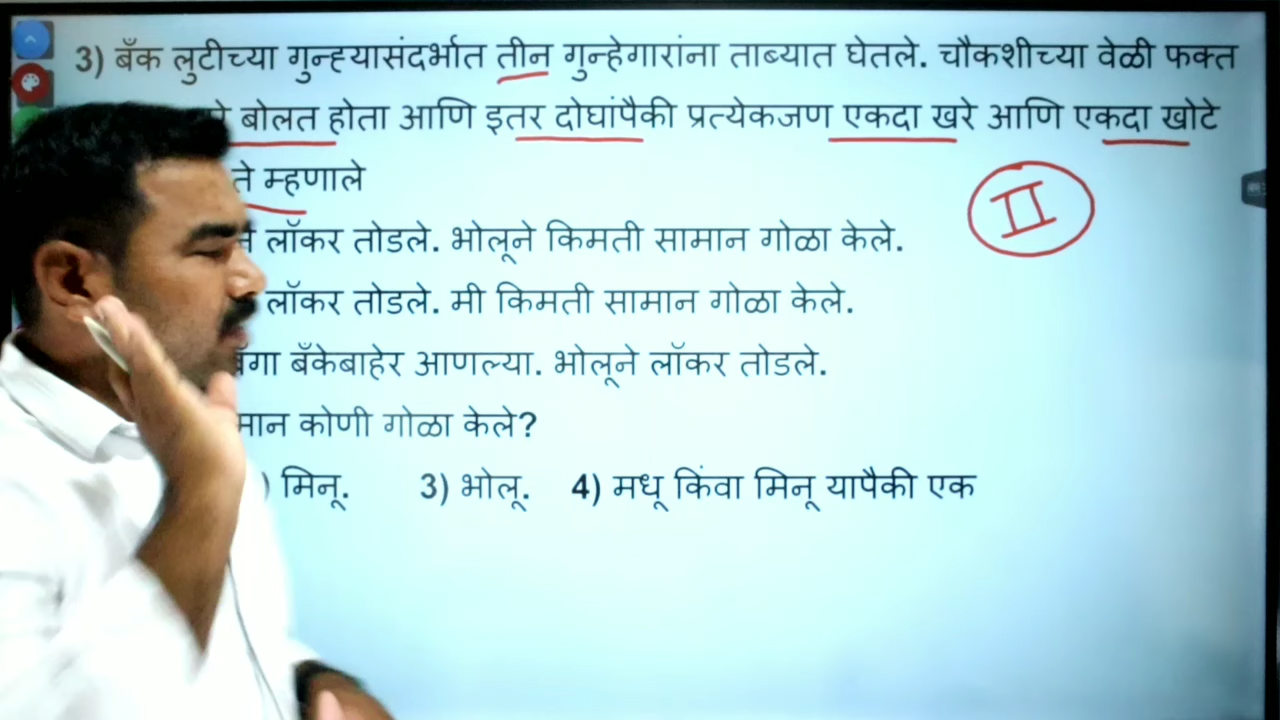 3) बँक लुटीच्या गुन्ह्यासंदर्भात तीन गुन्हेगारांना ताब्यात घेतले. चौकशीच्या वेळी फक्त
बोलत होता आणि इतर दोघांपैकी प्रत्येकजण एकदा खरे आणि एकदा खोटे
ते म्हणाले
II
लॉकर तोडले. भोलूने किमती सामान गोळा केले.
लॉकर तोडले. मी किमती सामान गोळा केले.
बँकेबाहेर आणल्या. भोलूने लॉकर तोडले.
कोणी गोळा केले?
) मिनू. 3) भोलू. 4) मधू किंवा मिनू यापैकी एक